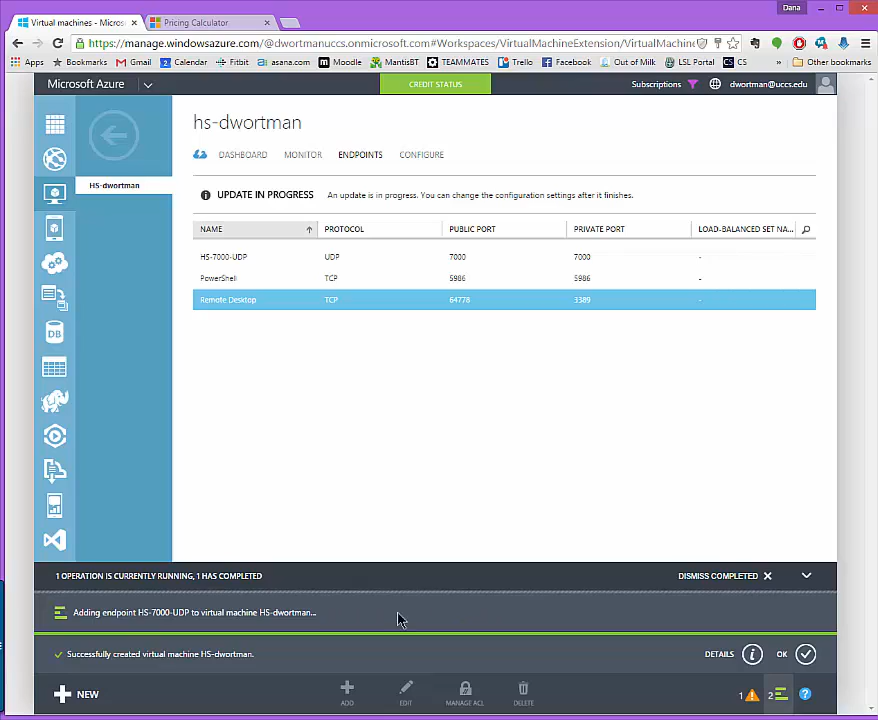 Dana
Virtual machines - Micros
Pricing Calculator
https://manage.windowsazure.com/@dwortmanuccs.onmicrosoft.com#Workspaces/VirtualMachineExtension/VirtualMachine
Apps
Bookmarks
Gmail
Calendar
Fitbit
asana.com
Moodle
MantisBT
TEAMMATES
Trello
Facebook
Out of Milk
LSL Portal
CS
CS
»
Other bookmarks
Microsoft Azure
CREDIT STATUS
Subscriptions
dwortman@uccs.edu
HS-dwortman
hs-dwortman
DASHBOARD MONITOR ENDPOINTS CONFIGURE
UPDATE IN PROGRESS An update is in progress. You can change the configuration settings after it finishes.
NAME PROTOCOL PUBLIC PORT PRIVATE PORT LOAD-BALANCED SET NA...
HS-7000-UDP UDP 7000 7000 -
PowerShell TCP 5986 5986 -
Remote Desktop TCP 64778 3389 -
DB
1 OPERATION IS CURRENTLY RUNNING, 1 HAS COMPLETED
DISMISS COMPLETED
Adding endpoint HS-7000-UDP to virtual machine HS-dwortman...
Successfully created virtual machine HS-dwortman.
DETAILS
OK
NEW
ADD
EDIT
MANAGE ACL
DELETE
1
2